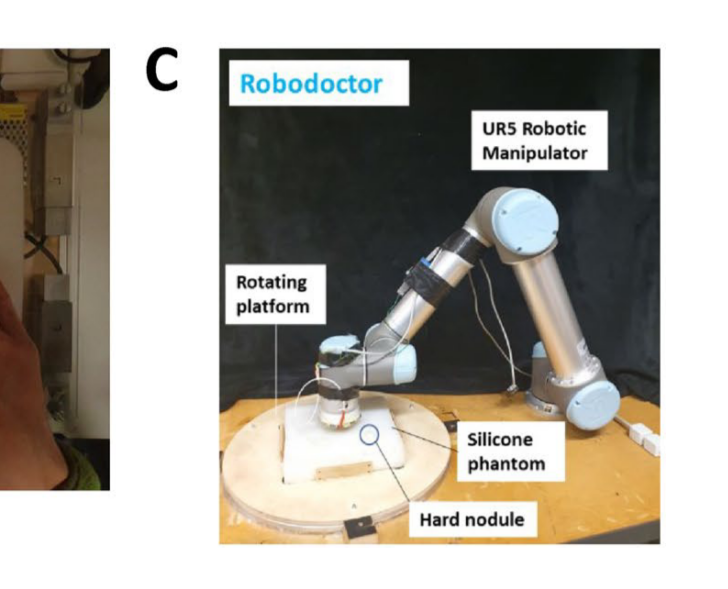 C
Robodoctor
UR5 Robotic
Manipulator
Rotating
platform
Silicone
phantom
Hard nodule